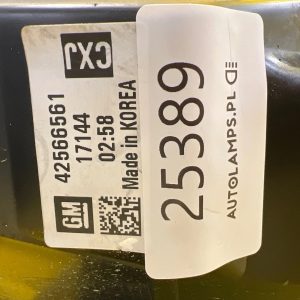 CXJ
GM
42566561
17144
02:58
Made in KOREA
25389
AUTOLAMPS.PL